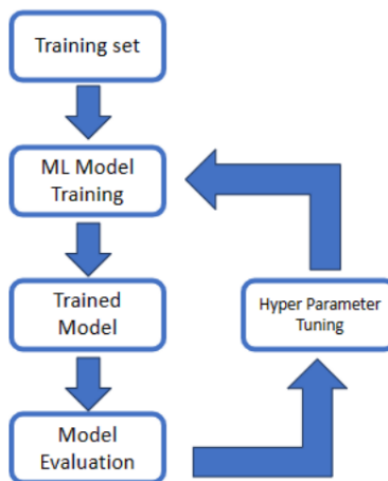 Training set
ML Model
Training
Trained
Model
Hyper Parameter
Tuning
Model
Evaluation